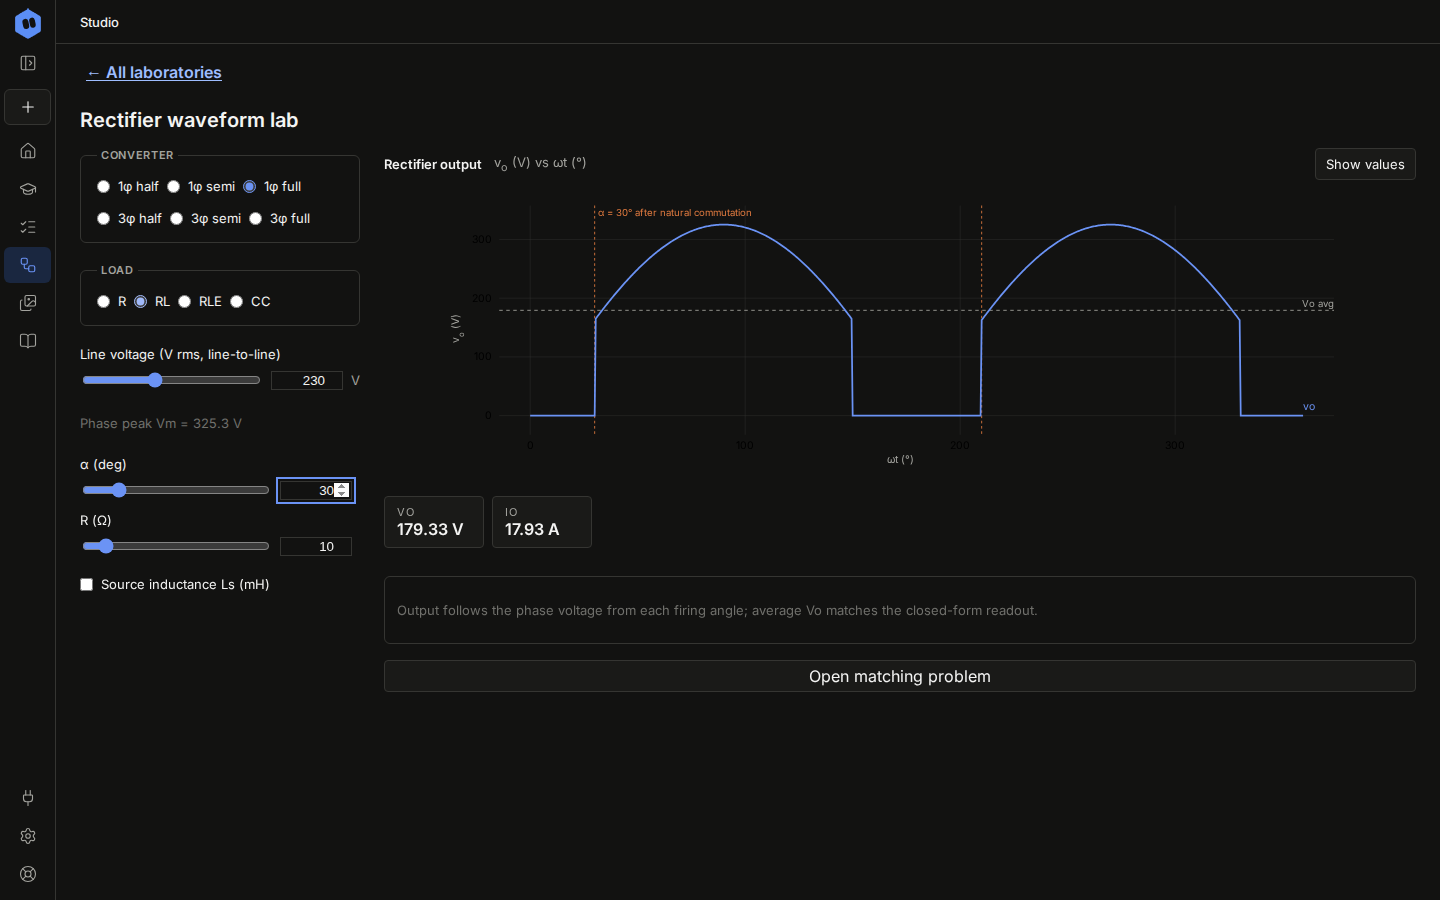 Studio
← All laboratories
Rectifier waveform lab
CONVERTER
1φ half 1φ semi 1φ full
3φ half 3φ semi 3φ full
LOAD
R RL RLE CC
Line voltage (V rms, line-to-line)
230 V
Phase peak Vm = 325.3 V
α (deg)
30
R (Ω)
10
Source inductance Ls (mH)
Rectifier output vo (V) vs ωt (°)
Show values
α = 30° after natural commutation
300
200
100
0
vo (V)
Vo avg
vo
0 100 200 300
ωt (°)
VO
179.33 V
IO
17.93 A
Output follows the phase voltage from each firing angle; average Vo matches the closed-form readout.
Open matching problem